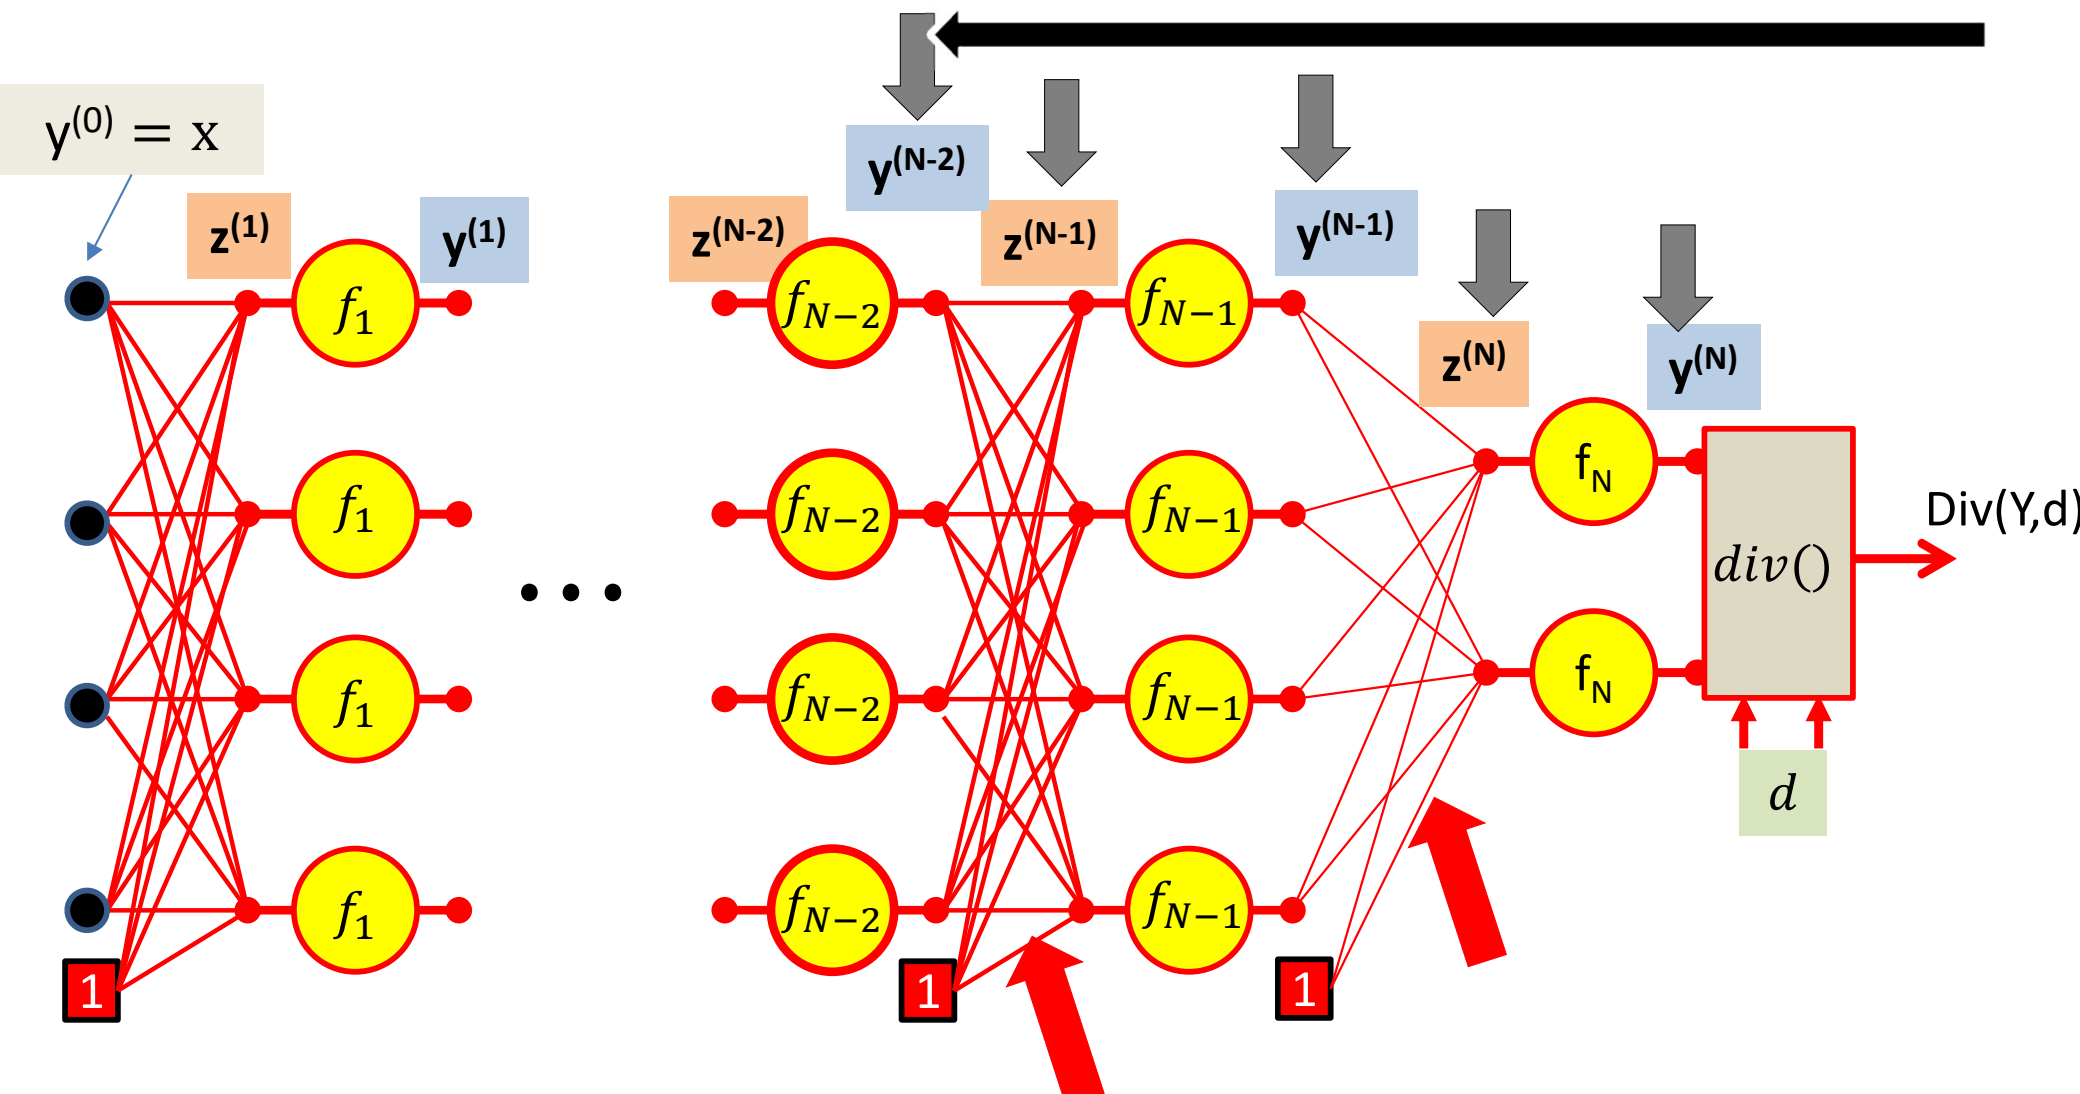 y(0) = x
z(1)
y(1)
z(N-2)
y(N-2)
z(N-1)
y(N-1)
z(N)
y(N)
f1
fN−2
fN−1
f1
fN−2
fN−1
fN
f1
fN−2
fN−1
fN
f1
fN−2
fN−1
...
div()
Div(Y,d)
d
1
1
1